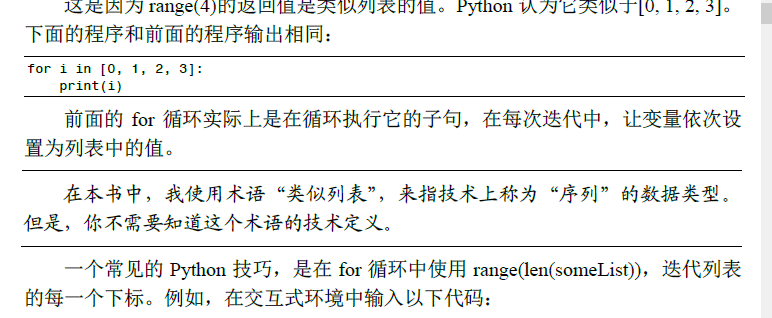 这是因为 range(4)的返回值是类似列表的值。Python 认为它类似于[0, 1, 2, 3]。
下面的程序和前面的程序输出相同：
for i in [0, 1, 2, 3]:
    print(i)
前面的 for 循环实际上是在循环执行它的子句，在每次迭代中，让变量依次设
置为列表中的值。
在本书中，我使用术语“类似列表”，来指技术上称为“序列”的数据类型。
但是，你不需要知道这个术语的技术定义。
一个常见的 Python 技巧，是在 for 循环中使用 range(len(someList))，迭代列表
的每一个下标。例如，在交互式环境中输入以下代码：